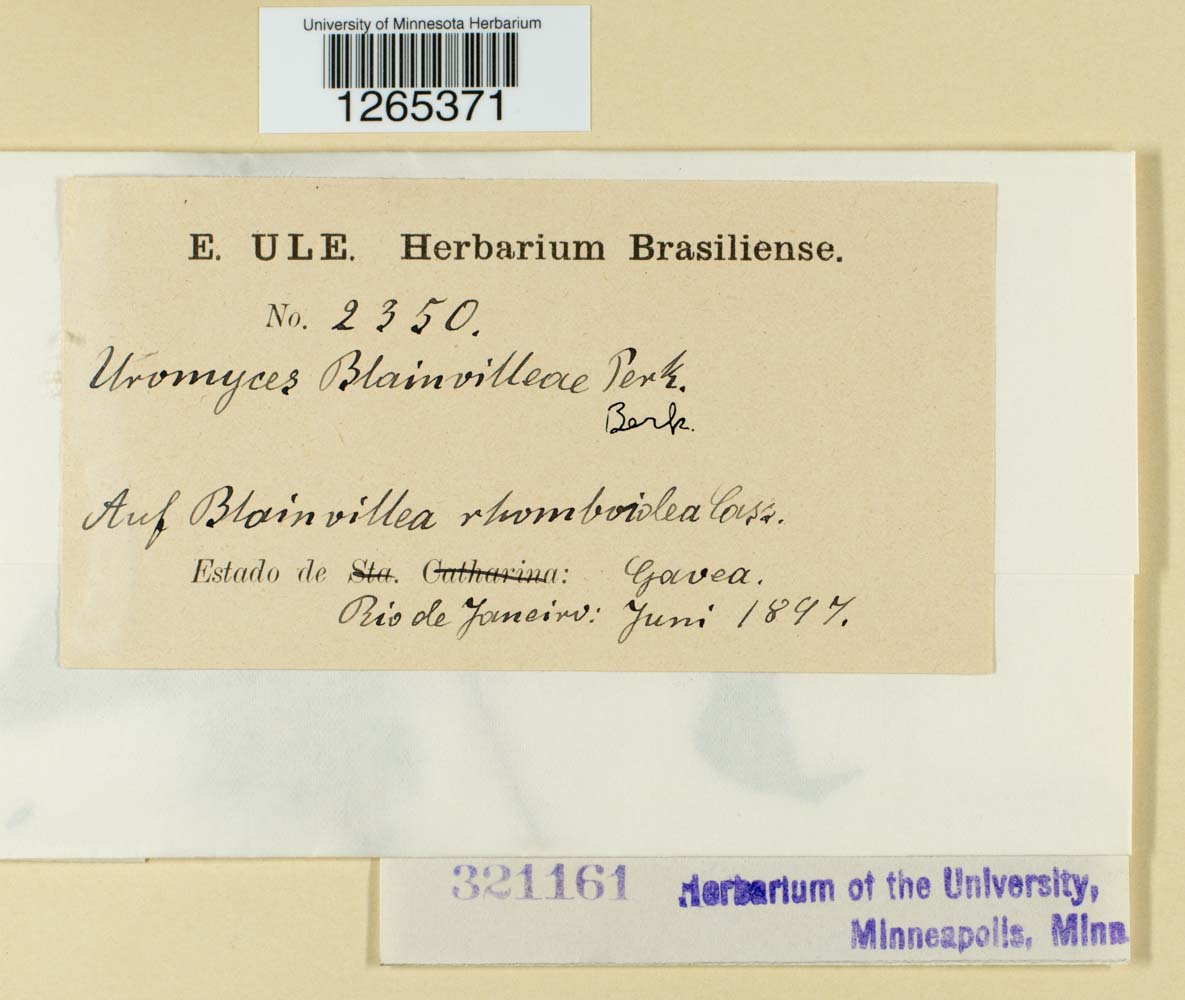 University of Minnesota Herbarium
1265371
E. ULE. Herbarium Brasiliense.
No. 2350.
Uromyces Blainvilleae Perk.
Berk.
Auf Blainvillea rhomboidea Cass.
Estado de Sta. Catharina: Gavea.
Rio de Janeiro: Juni 1897.
321161 Herbarium of the University,
Minneapolis, Minn